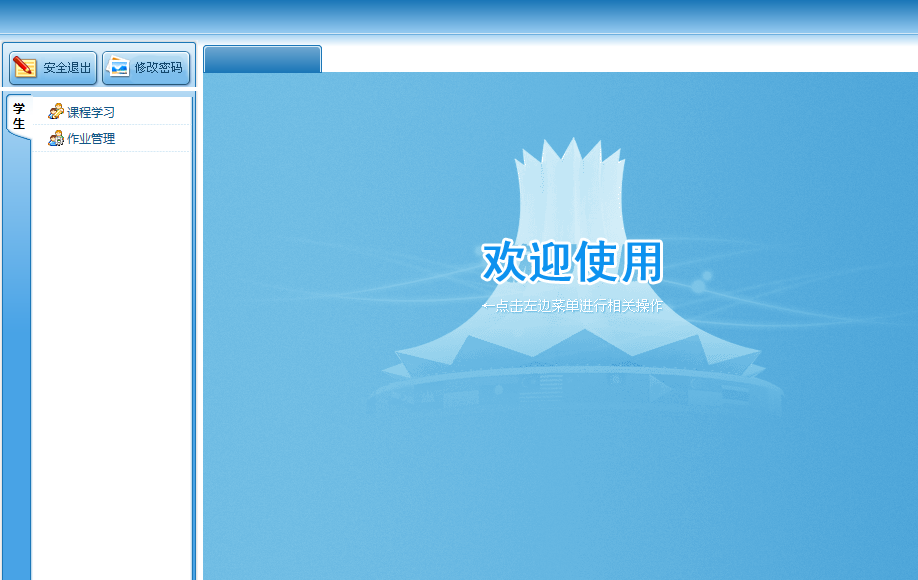 安全退出
修改密码
学生
课程学习
作业管理
欢迎使用
←点击左边菜单进行相关操作